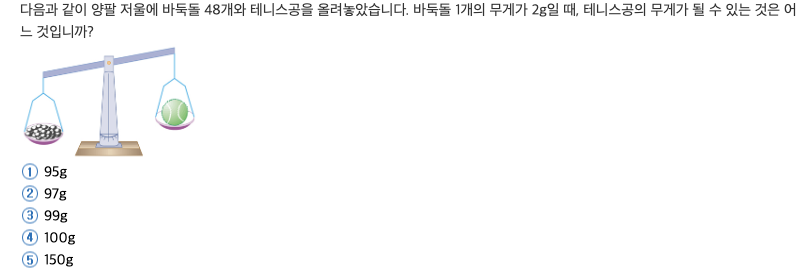 다음과 같이 양팔 저울에 바둑돌 48개와 테니스공을 올려놓았습니다. 바둑돌 1개의 무게가 2g일 때, 테니스공의 무게가 될 수 있는 것은 어
느 것입니까?
① 95g
② 97g
③ 99g
④ 100g
⑤ 150g